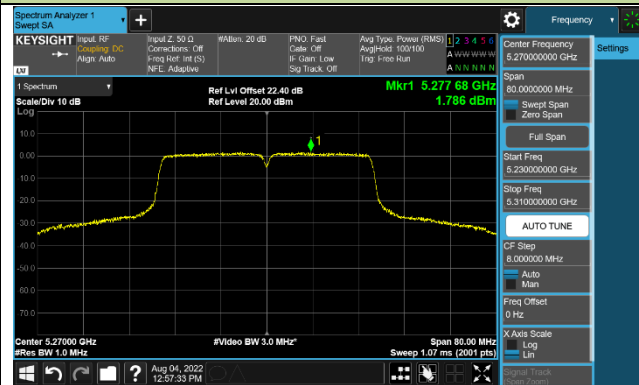 Spectrum Analyzer 1
Swept SA
Frequency
KEYSIGHT
Input: RF
Coupling: DC
Align: Auto
Input Z: 50 Ω
Corrections: Off
Freq Ref: Int (S)
NFE: Adaptive
#Atten: 20 dB
PNO: Fast
Gate: Off
IF Gain: Low
Sig Track: Off
Avg Type: Power (RMS)
Avg|Hold: 100/100
Trig: Free Run
1 2 3 4 5 6
A W W W W W
A N N N N N
LXI
1 Spectrum
Scale/Div 10 dB
Log
Ref Lvl Offset 22.40 dB
Ref Level 20.00 dBm
Mkr1 5.277 68 GHz
1.786 dBm
10.0
0.00
10.0
20.0
-30.0
-40.0
-50.0
-60.0
70.0
1
Center 5.27000 GHz
#Res BW 1.0 MHz
#Video BW 3.0 MHz*
Span 80.00 MHz
Sweep 1.07 ms (2001 pts)
Aug 04, 2022
12:57:33 PM
Center Frequency
5.270000000 GHz
Settings
Span
80.0000000 MHz
Swept Span
Zero Span
Full Span
Start Freq
5.230000000 GHz
Stop Freq
5.310000000 GHz
AUTO TUNE
CF Step
8.000000 MHz
Auto
Man
Freq Offset
0 Hz
X Axis Scale
Log
Lin
Signal Track
(Span Zoom)